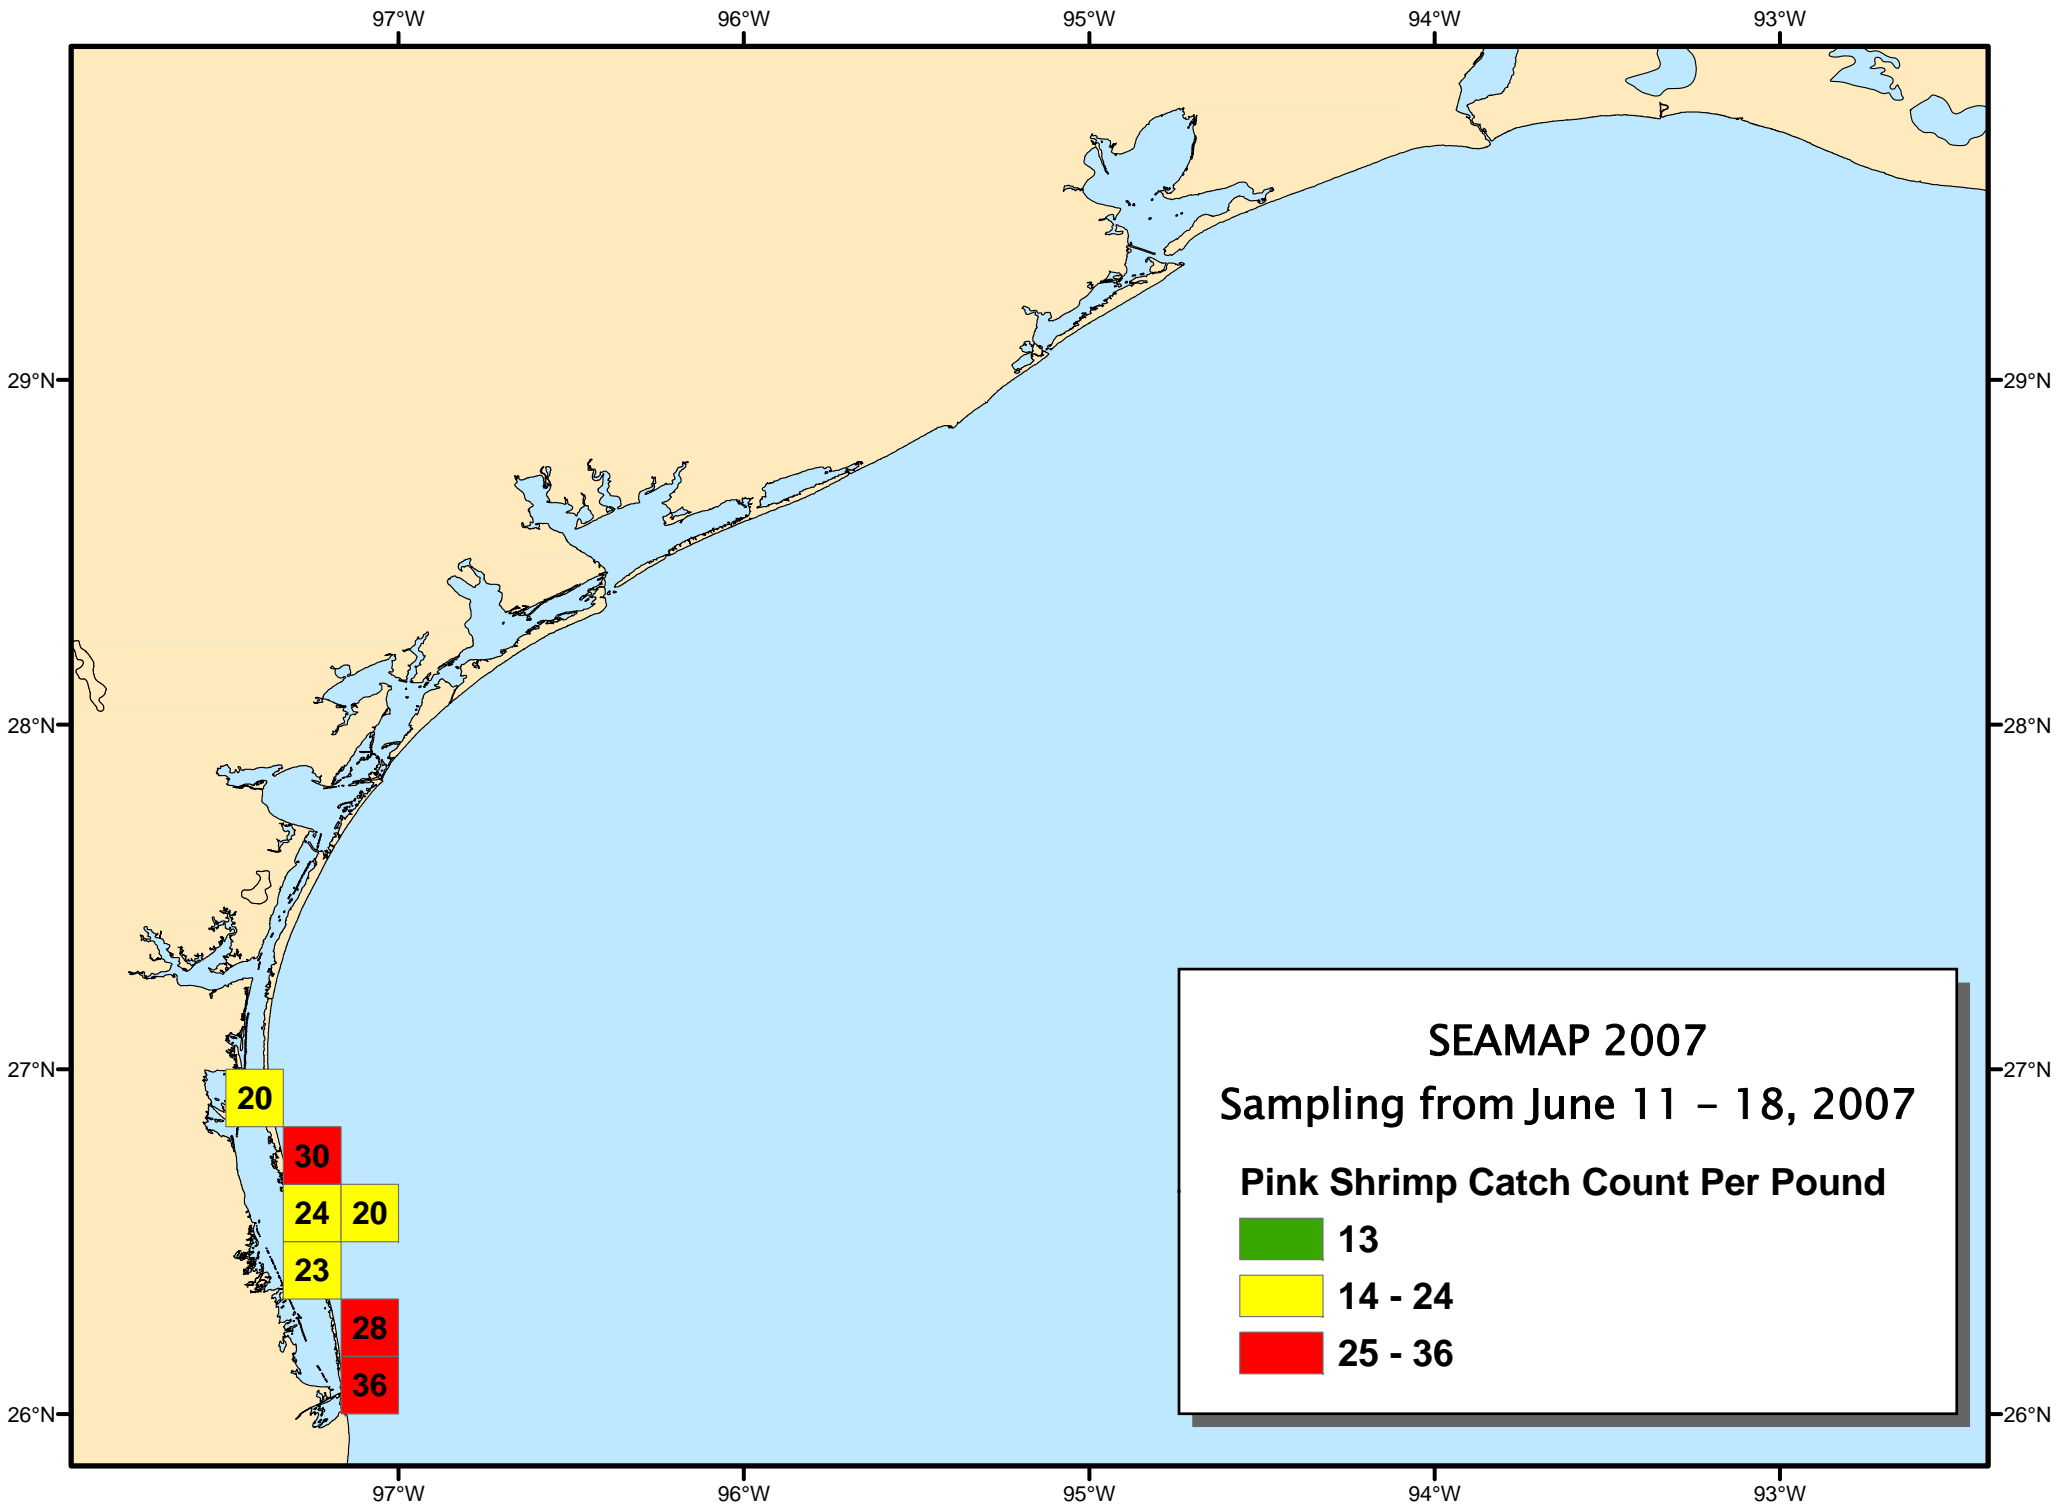 97°W 96°W 95°W 94°W 93°W
29°N 29°N
28°N 28°N
27°N 27°N
20
30
24 20
23
28
36
26°N 26°N
SEAMAP 2007
Sampling from June 11 – 18, 2007
Pink Shrimp Catch Count Per Pound
13
14 - 24
25 - 36
97°W 96°W 95°W 94°W 93°W